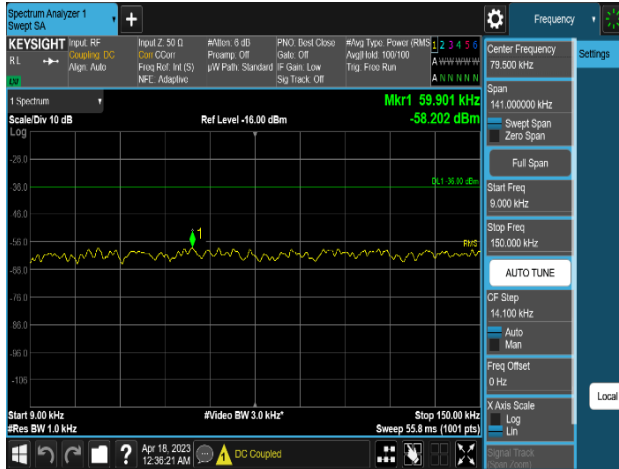 Spectrum Analyzer 1
Swept SA
+
Frequency
KEYSIGHT
Input: RF
Coupling: DC
Align: Auto
Input Z: 50 Ω
Corr CCorr
Freq Ref: Int (S)
NFE: Adaptive
#Atten: 6 dB
Preamp: Off
µW Path: Standard
PNO: Best Close
Gate: Off
IF Gain: Low
Sig Track: Off
#Avg Type: Power (RMS
Avg|Hold: 100/100
Trig: Free Run
1 2 3 4 5 6
A W W W W W
A N N N N N
R L
1 Spectrum
Mkr1 59.901 kHz
-58.202 dBm
Scale/Div 10 dB
Ref Level -16.00 dBm
Log
-26.0
-36.0
-46.0
-56.0
-66.0
-76.0
-86.0
-96.0
-106
DL1 -36.00 dBm
1
RMS
Start 9.00 kHz
#Video BW 3.0 kHz*
Stop 150.00 kHz
#Res BW 1.0 kHz
Sweep 55.8 ms (1001 pts)
?
Apr 18, 2023
12:36:21 AM
DC Coupled
Center Frequency
79.500 kHz
Settings
Span
141.000000 kHz
Swept Span
Zero Span
Full Span
Start Freq
9.000 kHz
Stop Freq
150.000 kHz
AUTO TUNE
CF Step
14.100 kHz
Auto
Man
Freq Offset
0 Hz
X Axis Scale
Log
Lin
Local
Signal Track
(Span Zoom)